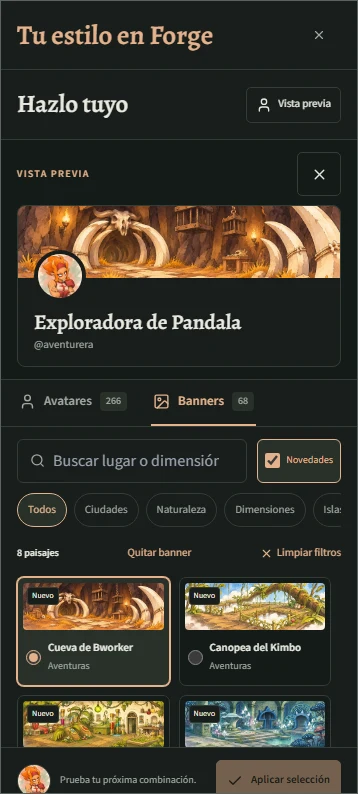 Tu estilo en Forge
Hazlo tuyo
Vista previa
VISTA PREVIA
Exploradora de Pandala
@aventurera
Avatares 266
Banners 68
Buscar lugar o dimensiór
Novedades
Todos
Ciudades
Naturaleza
Dimensiones
Islas
8 paisajes
Quitar banner
Limpiar filtros
Nuevo
Cueva de Bworker
Aventuras
Nuevo
Canopea del Kimbo
Aventuras
Nuevo
Nuevo
Prueba tu próxima combinación.
Aplicar selección